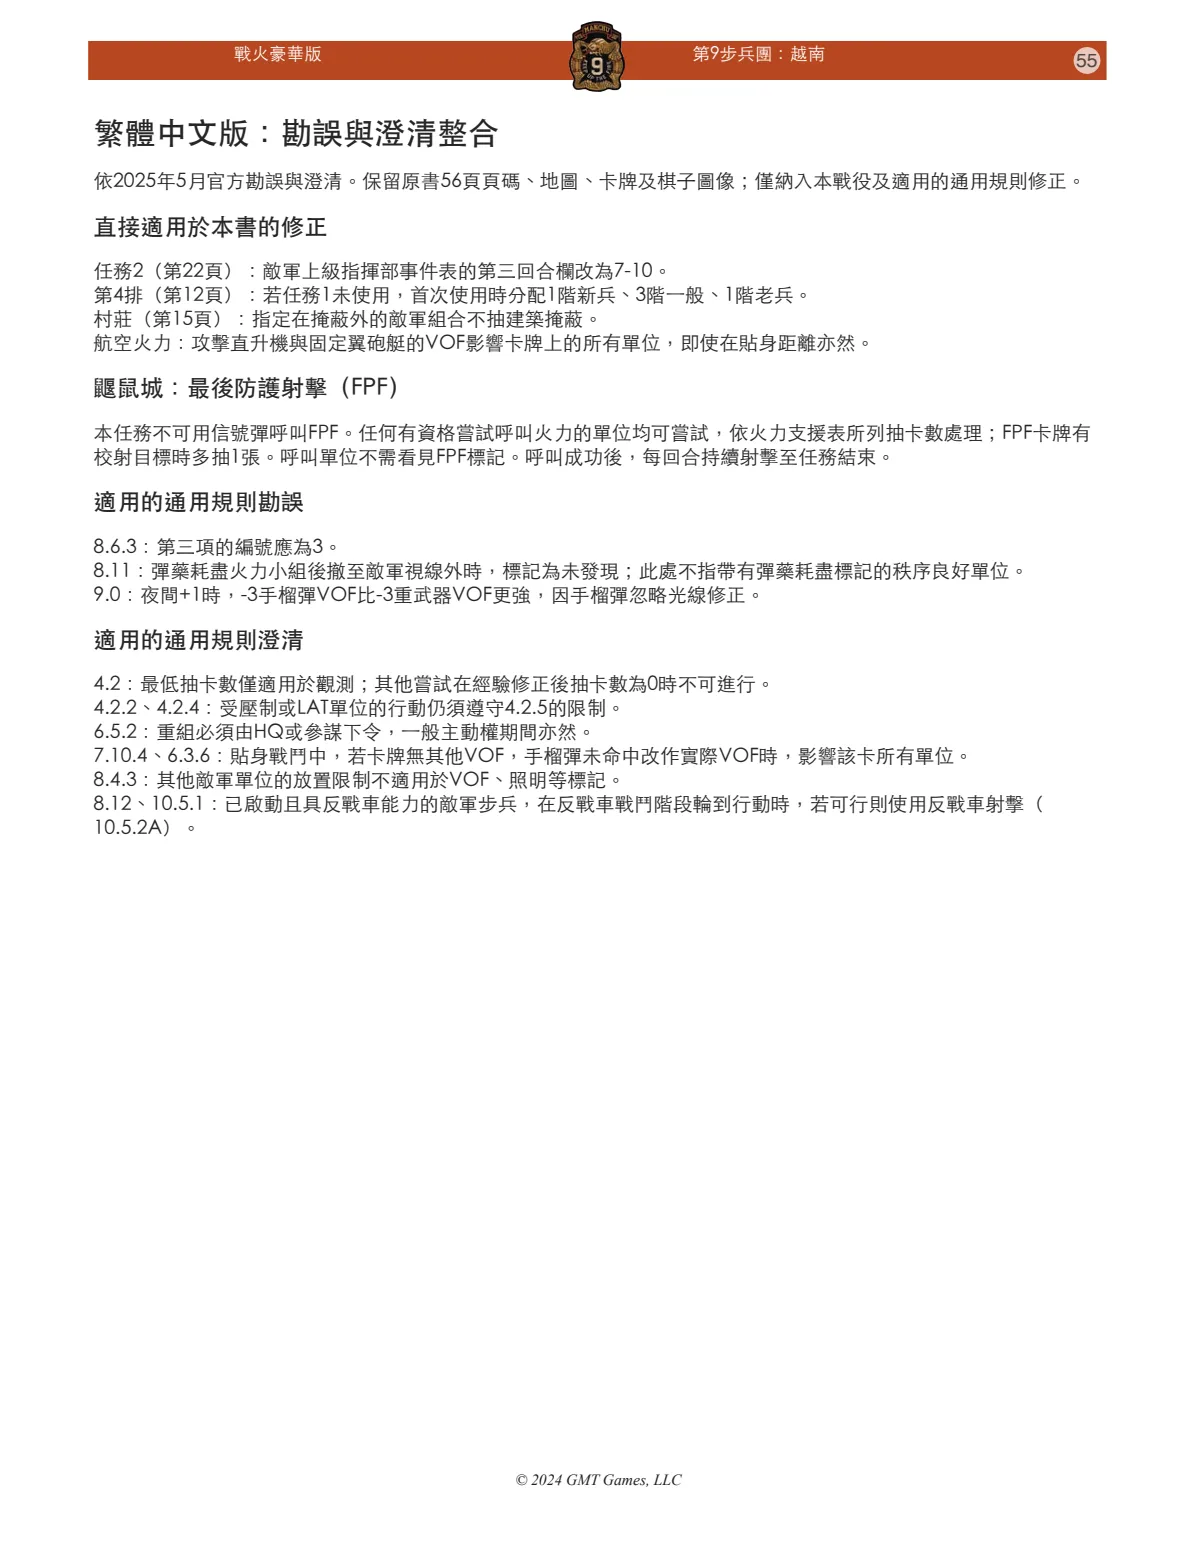 戰火豪華版
MANCHU
9
第9步兵團：越南
55
繁體中文版：勘誤與澄清整合
依2025年5月官方勘誤與澄清。保留原書56頁頁碼、地圖、卡牌及棋子圖像；僅納入本戰役及適用的通用規則修正。
直接適用於本書的修正
任務2（第22頁）：敵軍上級指揮部事件表的第三回合欄改為7-10。
第4排（第12頁）：若任務1未使用，首次使用時分配1階新兵、3階一般、1階老兵。
村莊（第15頁）：指定在掩蔽外的敵軍組合不抽建築掩蔽。
航空火力：攻擊直升機與固定翼砲艇的VOF影響卡牌上的所有單位，即使在貼身距離亦然。
鼴鼠城：最後防護射擊（FPF）
本任務不可用信號彈呼叫FPF。任何有資格嘗試呼叫火力的單位均可嘗試，依火力支援表所列抽卡數處理；FPF卡牌有
校射目標時多抽1張。呼叫單位不需看見FPF標記。呼叫成功後，每回合持續射擊至任務結束。
適用的通用規則勘誤
8.6.3：第三項的編號應為3。
8.11：彈藥耗盡火力小組後撤至敵軍視線外時，標記為未發現；此處不指帶有彈藥耗盡標記的秩序良好單位。
9.0：夜間+1時，-3手榴彈VOF比-3重武器VOF更強，因手榴彈忽略光線修正。
適用的通用規則澄清
4.2：最低抽卡數僅適用於觀測；其他嘗試在經驗修正後抽卡數為0時不可進行。
4.2.2、4.2.4：受壓制或LAT單位的行動仍須遵守4.2.5的限制。
6.5.2：重組必須由HQ或參謀下令，一般主動權期間亦然。
7.10.4、6.3.6：貼身戰鬥中，若卡牌無其他VOF，手榴彈未命中改作實際VOF時，影響該卡所有單位。
8.4.3：其他敵軍單位的放置限制不適用於VOF、照明等標記。
8.12、10.5.1：已啟動且具反戰車能力的敵軍步兵，在反戰車戰鬥階段輪到行動時，若可行則使用反戰車射擊（
10.5.2A）。
© 2024 GMT Games, LLC